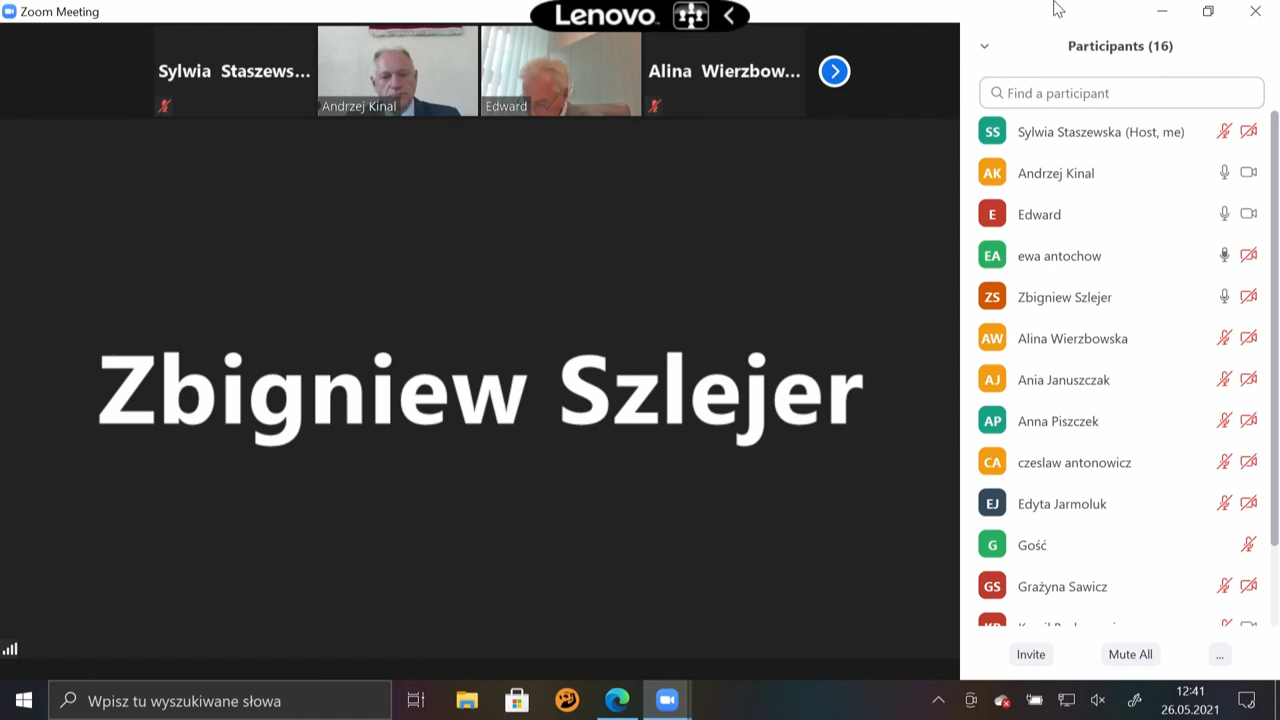 Zoom Meeting
Lenovo
Sylwia Staszews...
Andrzej Kinal
Edward
Alina Wierzbow...
Zbigniew Szlejer
Participants (16)
Find a participant
SS Sylwia Staszewska (Host, me)
AK Andrzej Kinal
E Edward
EA ewa antochow
ZS Zbigniew Szlejer
AW Alina Wierzbowska
AJ Ania Januszczak
AP Anna Piszczek
CA czeslaw antonowicz
EJ Edyta Jarmoluk
G Gość
GS Grażyna Sawicz
Invite
Mute All
...
Wpisz tu wyszukiwane słowa
12:41
26.05.2021